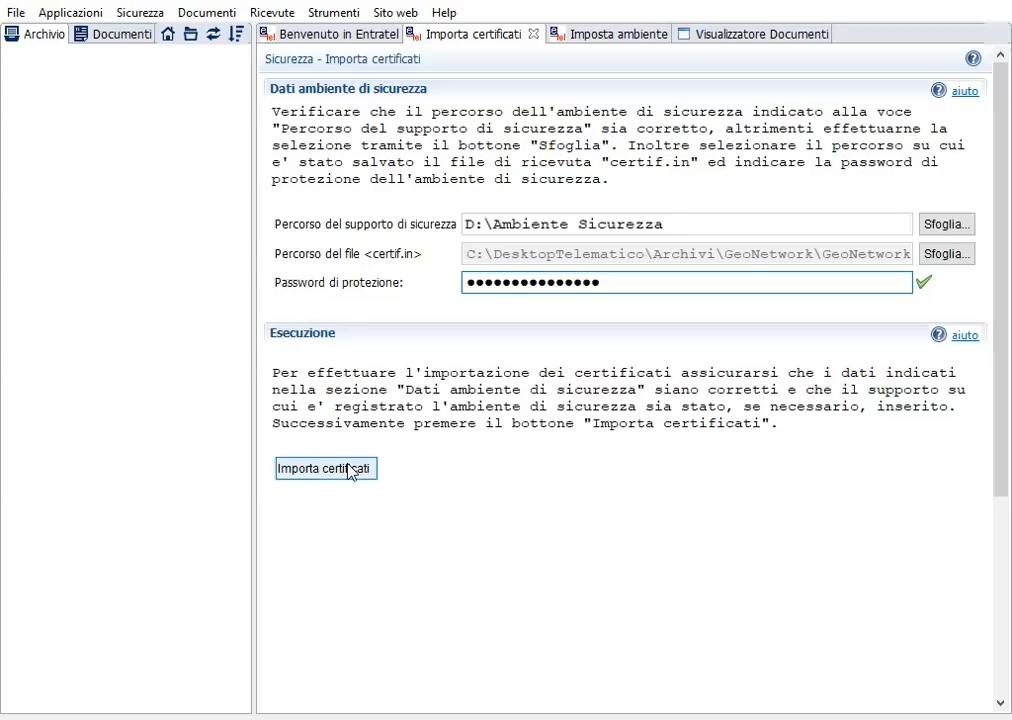 File Applicazioni Sicurezza Documenti Ricevute Strumenti Sito web Help
Archivio Documenti Benvenuto in Entratel Importa certificati Imposta ambiente Visualizzatore Documenti
Sicurezza - Importa certificati
Dati ambiente di sicurezza aiuto
Verificare che il percorso dell'ambiente di sicurezza indicato alla voce
"Percorso del supporto di sicurezza" sia corretto, altrimenti effettuarne la
selezione tramite il bottone "Sfoglia". Inoltre selezionare il percorso su cui
e' stato salvato il file di ricevuta "certif.in" ed indicare la password di
protezione dell'ambiente di sicurezza.
Percorso del supporto di sicurezza D:\Ambiente Sicurezza Sfoglia...
Percorso del file <certif.in> C:\DesktopTelematico\Archivi\GeoNetwork\GeoNetwork Sfoglia...
Password di protezione: ●●●●●●●●●●●●●●●
Esecuzione aiuto
Per effettuare l'importazione dei certificati assicurarsi che i dati indicati
nella sezione "Dati ambiente di sicurezza" siano corretti e che il supporto su
cui e' registrato l'ambiente di sicurezza sia stato, se necessario, inserito.
Successivamente premere il bottone "Importa certificati".
Importa certificati